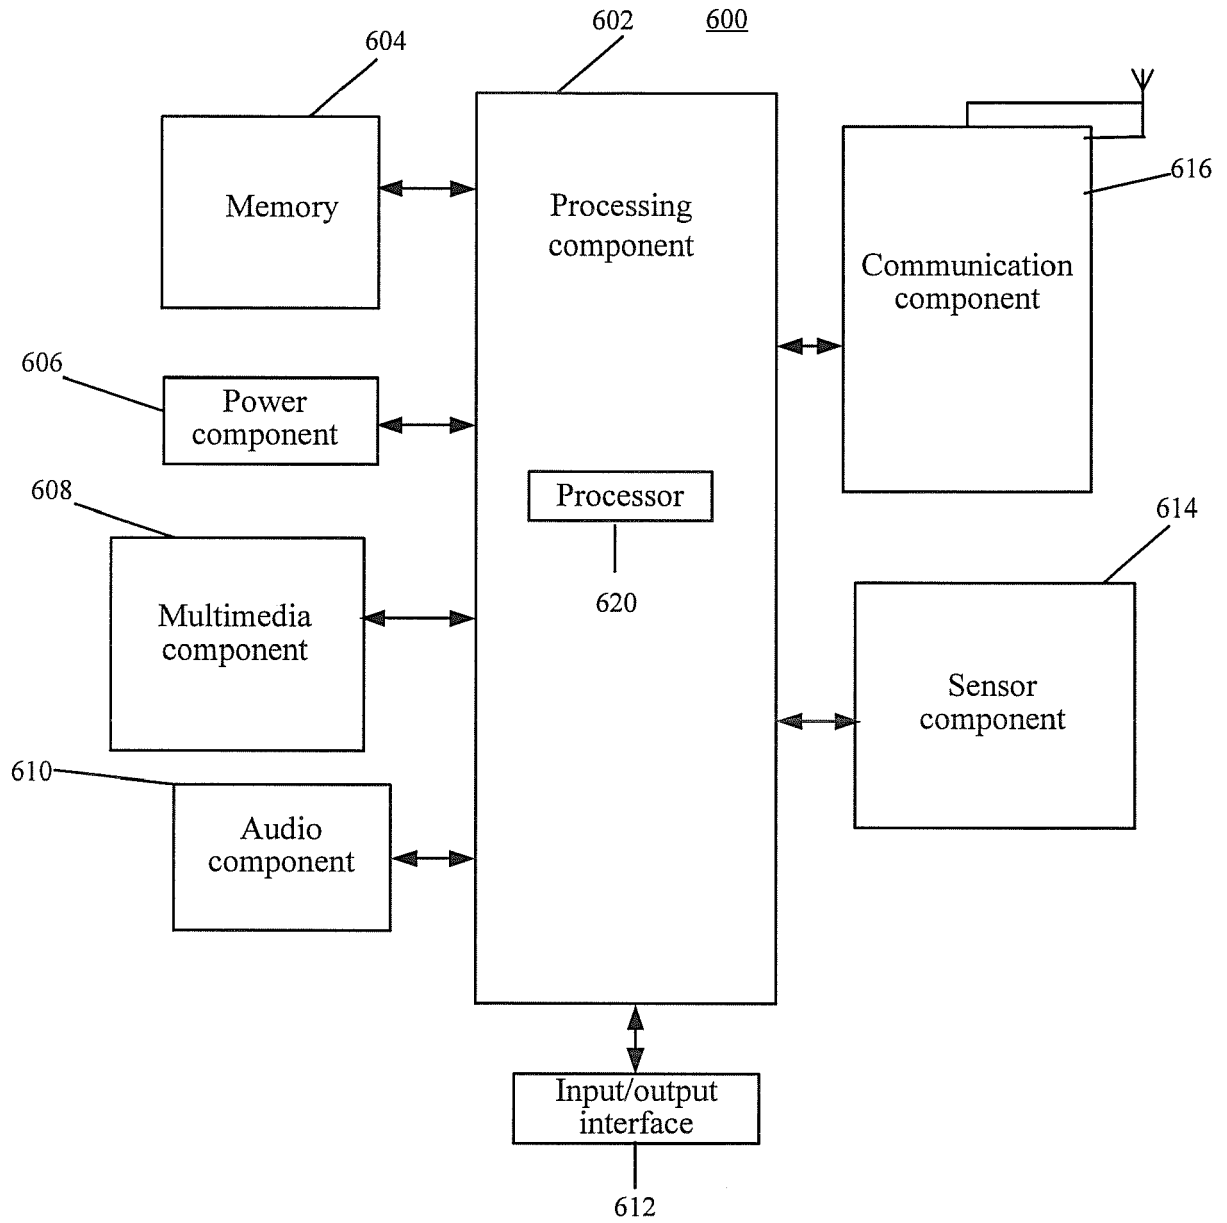 602
600
604
616
Memory
Processing
component
Communication
component
606
Power
component
608
Processor
614
620
Multimedia
component
Sensor
component
610
Audio
component
Input/output
interface
612